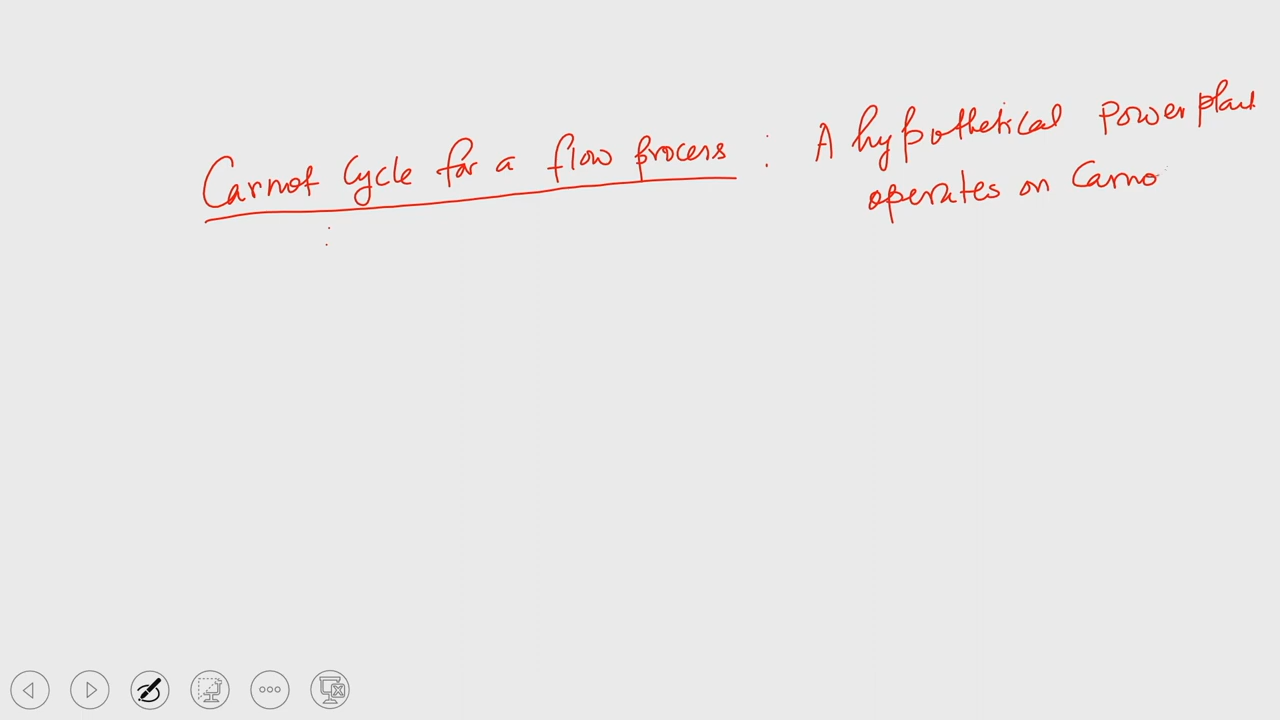 Carnot Cycle for a flow process : A hypothetical Power plant
operates on Carno